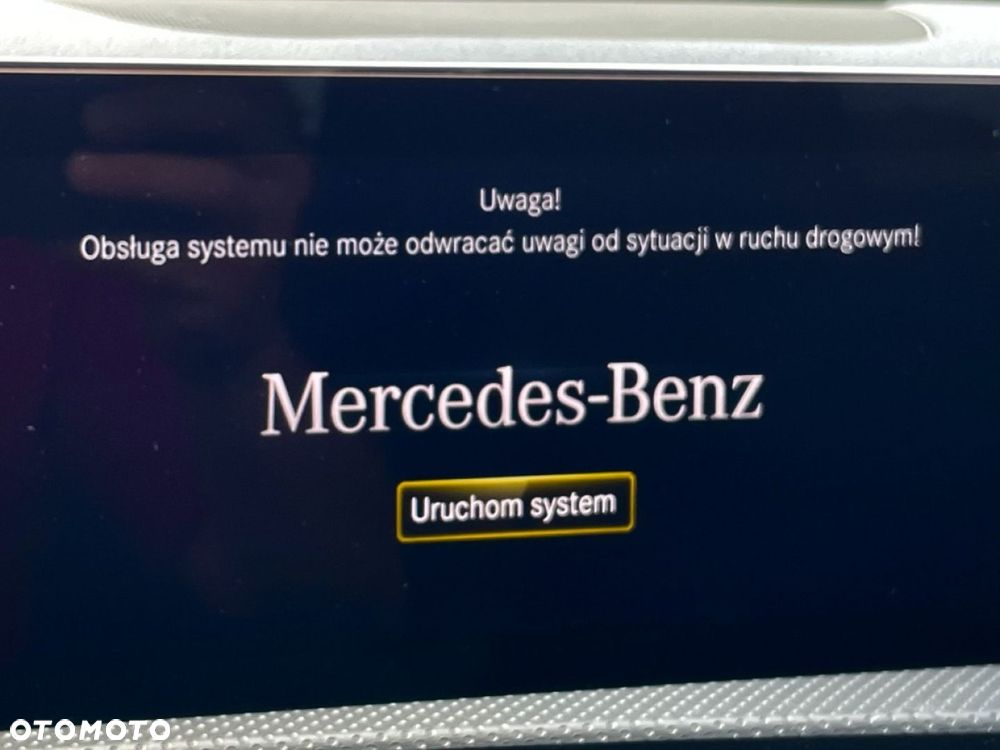 Uwaga!
Obsługa systemu nie może odwracać uwagi od sytuacji w ruchu drogowym!
Mercedes-Benz
Uruchom system
OTOMOTO